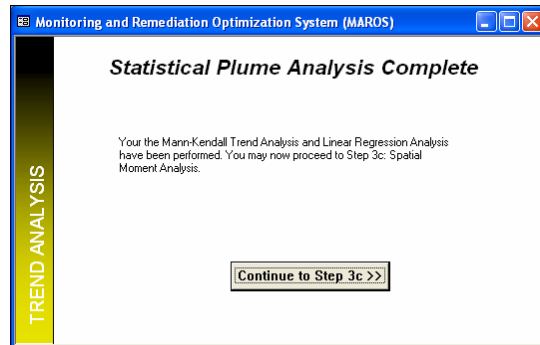 Monitoring and Remediation Optimization System (MAROS)
Statistical Plume Analysis Complete
Your the Mann-Kendall Trend Analysis and Linear Regression Analysis
have been performed. You may now proceed to Step 3c: Spatial
Moment Analysis.
TREND ANALYSIS
Continue to Step 3c >>